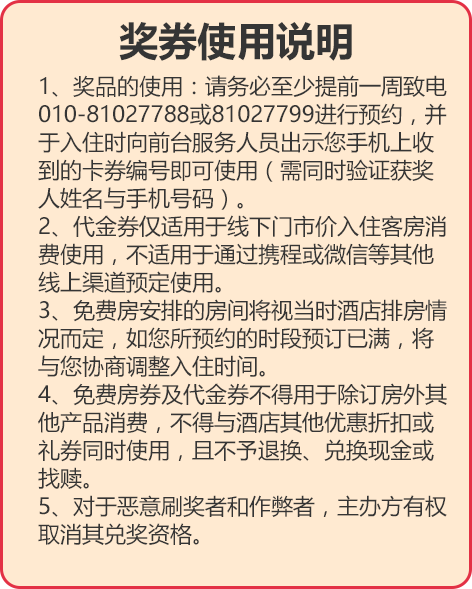 奖券使用说明
1、奖品的使用：请务必至少提前一周致电
010-81027788或81027799进行预约，并
于入住时向前台服务人员出示您手机上收
到的卡券编号即可使用（需同时验证获奖
人姓名与手机号码）。
2、代金券仅适用于线下门市价入住客房消
费使用，不适用于通过携程或微信等其他
线上渠道预定使用。
3、免费房安排的房间将视当时酒店排房情
况而定，如您所预约的时段预订已满，将
与您协商调整入住时间。
4、免费房券及代金券不得用于除订房外其
他产品消费，不得与酒店其他优惠折扣或
礼券同时使用，且不予退换、兑换现金或
找赎。
5、对于恶意刷奖者和作弊者，主办方有权
取消其兑奖资格。